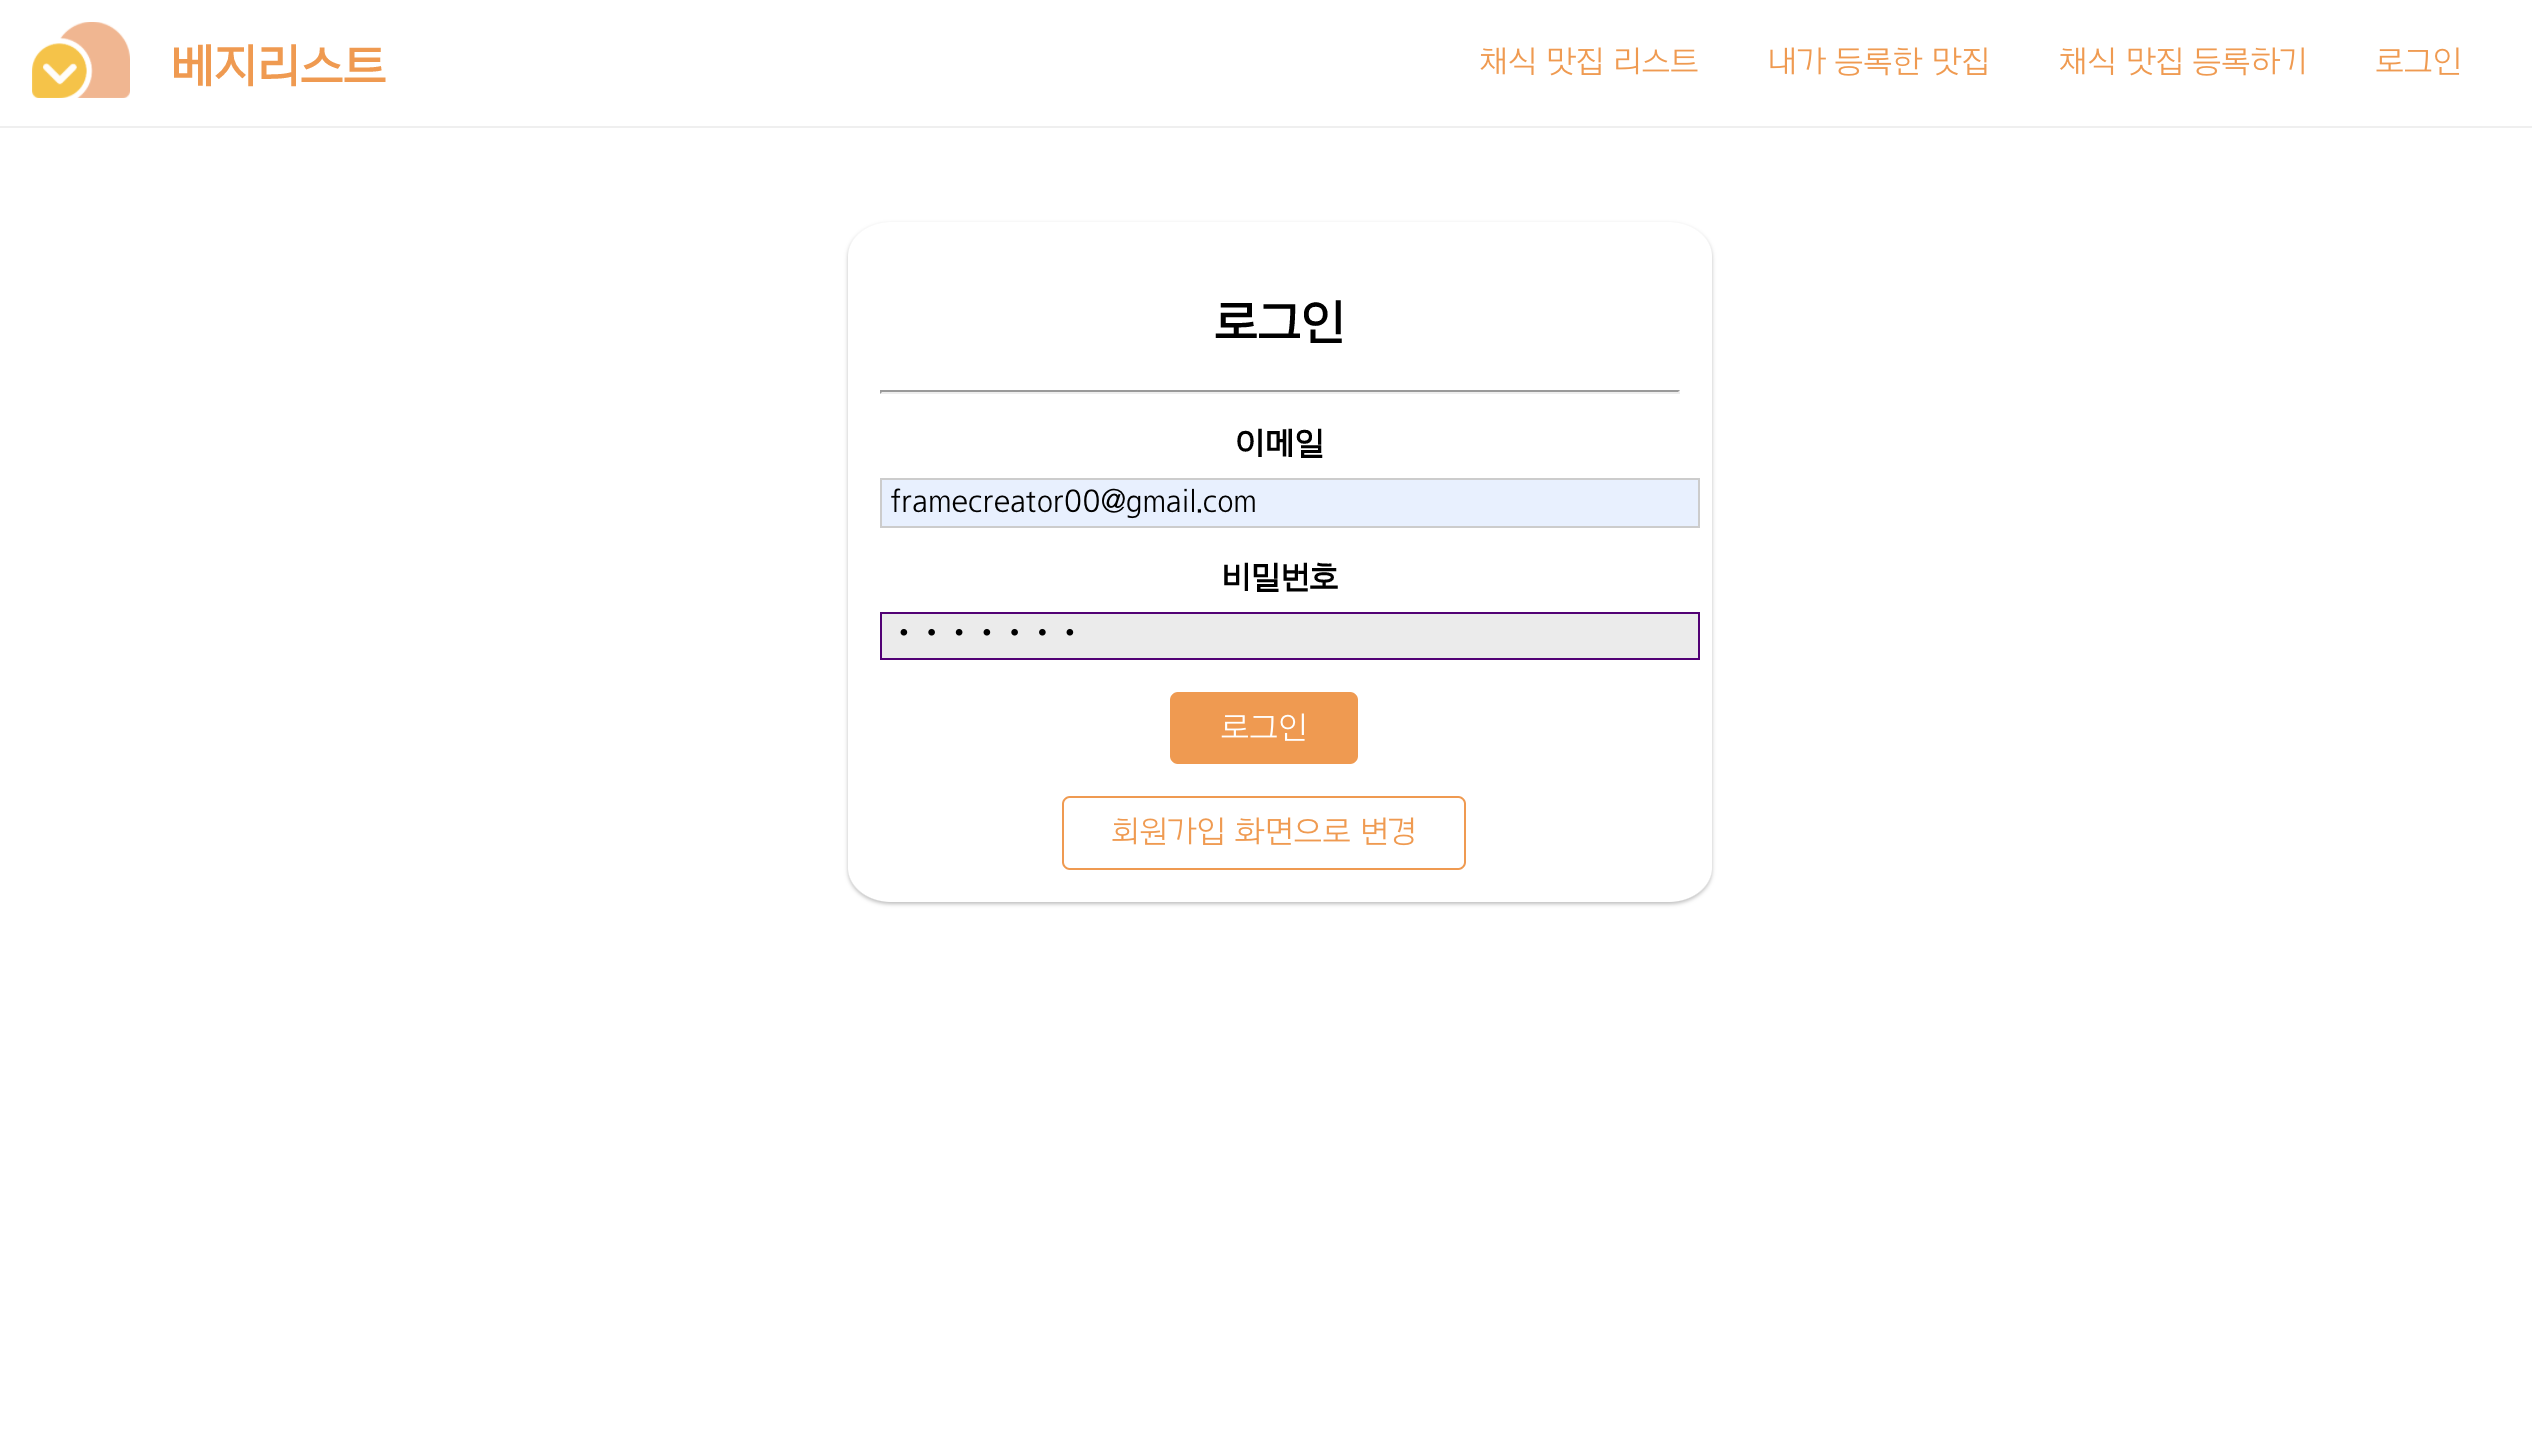 베지리스트
채식 맛집 리스트 내가 등록한 맛집 채식 맛집 등록하기 로그인
로그인
이메일
framecreator00@gmail.com
비밀번호
•••••••
로그인
회원가입 화면으로 변경